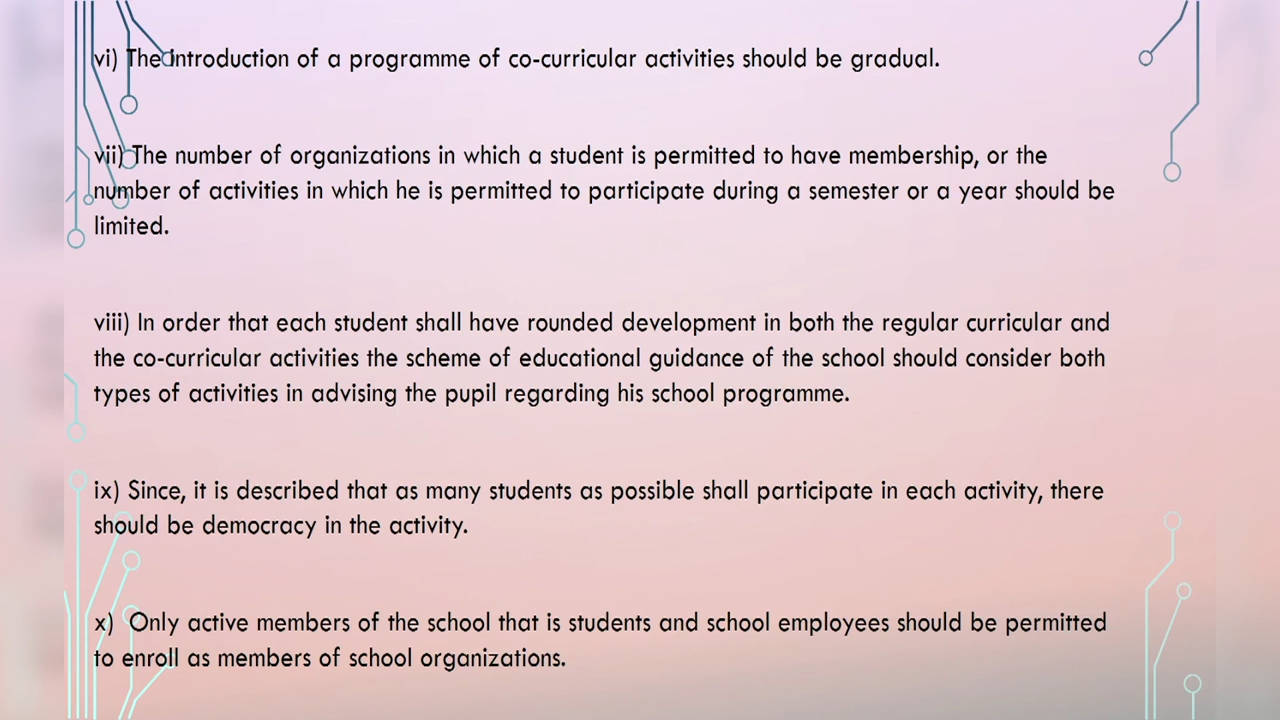 vi) The introduction of a programme of co-curricular activities should be gradual.
vii) The number of organizations in which a student is permitted to have membership, or the
number of activities in which he is permitted to participate during a semester or a year should be
limited.
viii) In order that each student shall have rounded development in both the regular curricular and
the co-curricular activities the scheme of educational guidance of the school should consider both
types of activities in advising the pupil regarding his school programme.
ix) Since, it is described that as many students as possible shall participate in each activity, there
should be democracy in the activity.
x) Only active members of the school that is students and school employees should be permitted
to enroll as members of school organizations.